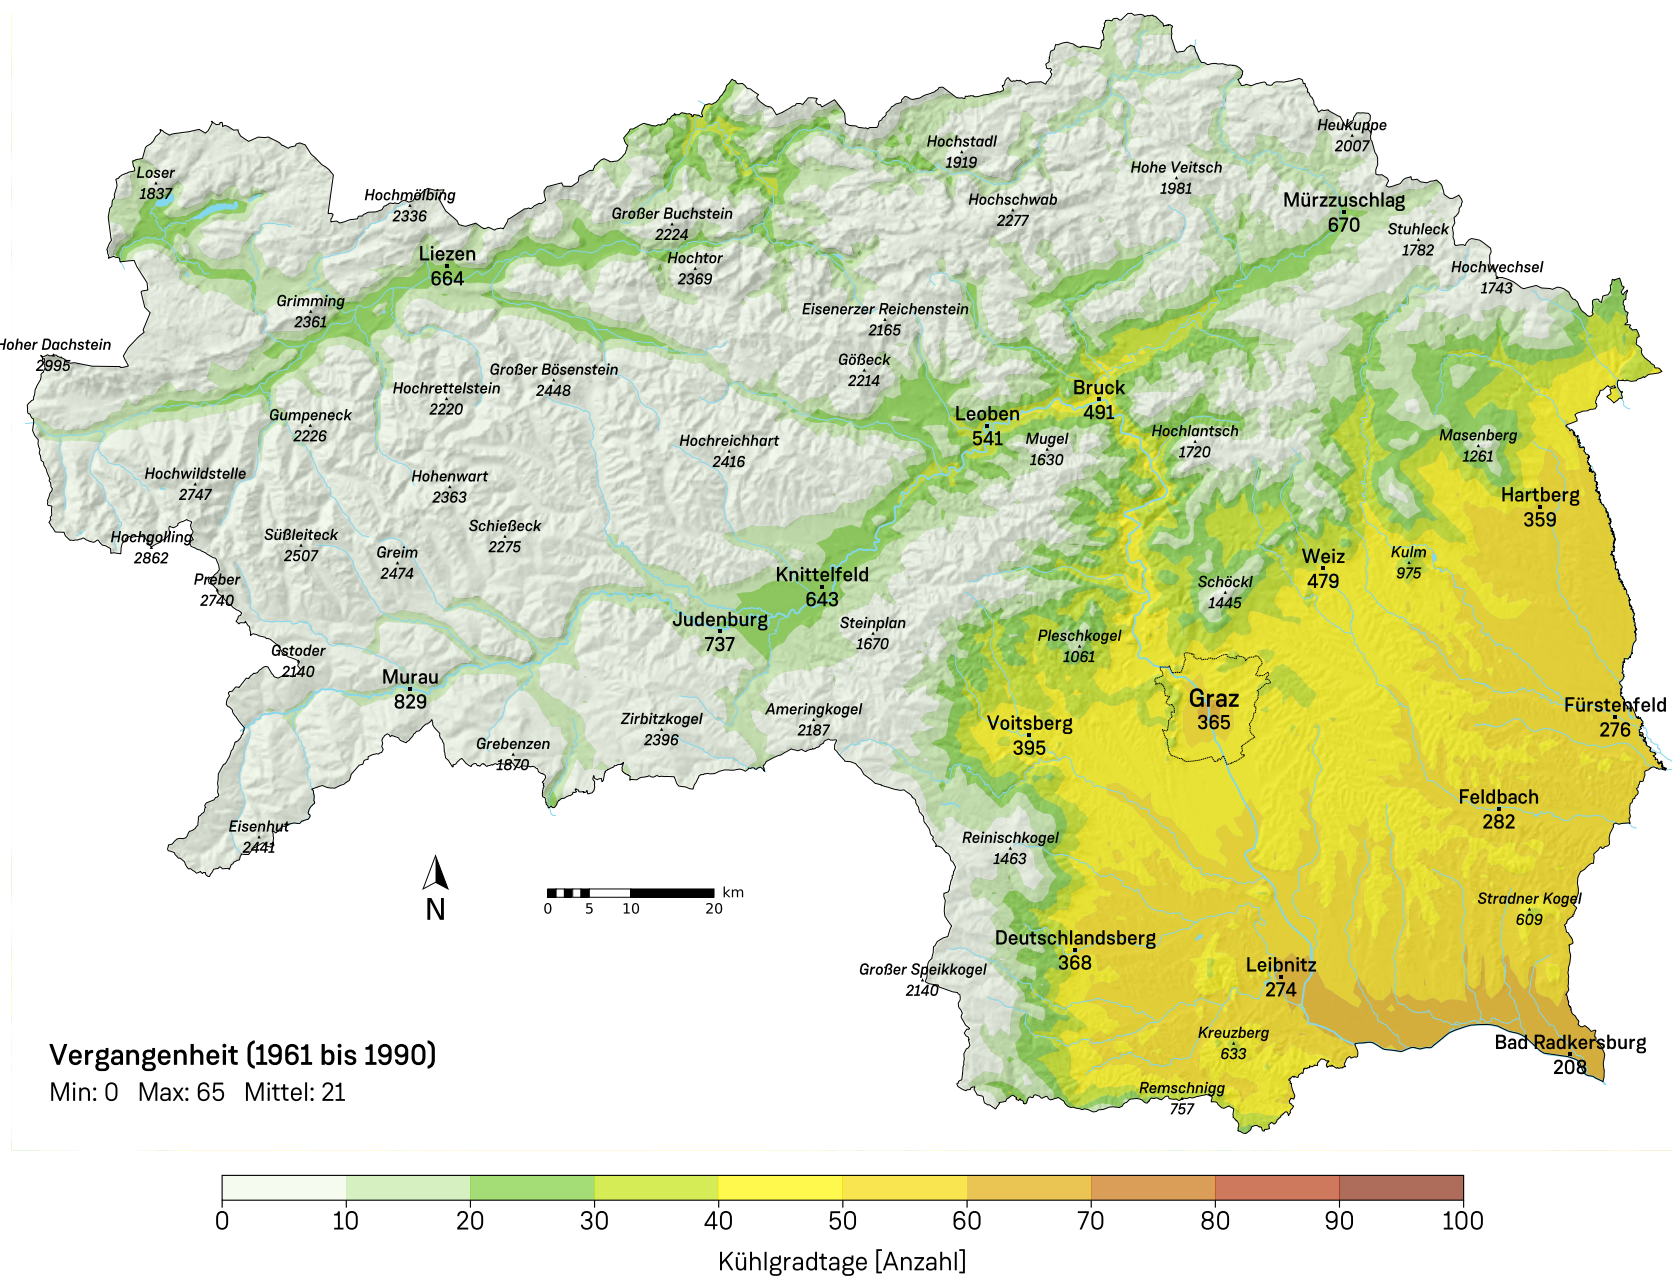 Heukuppe
2007
Hochstadl
1919
Hohe Veitsch
1981
Loser
1837
Hochmölbing
2336
Hochschwab
2277
Mürzzuschlag
670
Großer Buchstein
2224
Stuhleck
1782
Liezen
664
Hochtor
2369
Hochwechsel
1743
Grimming
2361
Eisenerzer Reichenstein
2165
Hoher Dachstein
2995
Gößeck
2214
Großer Bösenstein
2448
Hochrettelstein
2220
Bruck
491
Gumpeneck
2226
Leoben
541
Mugel
1630
Hochlantsch
1720
Hochreichhart
2416
Masenberg
1261
Hochwildstelle
2747
Hohenwart
2363
Hartberg
359
Hochgolling
2862
Süßleiteck
2507
Schießeck
2275
Greim
2474
Weiz
479
Kulm
975
Preber
2740
Knittelfeld
643
Schöckl
1445
Judenburg
737
Steinplan
1670
Pleschkogel
1061
Gstoder
2140
Murau
829
Graz
365
Zirbitzkogel
2396
Ameringkogel
2187
Voitsberg
395
Fürstenfeld
276
Grebenzen
1870
Feldbach
282
Eisenhut
2441
Reinischkogel
1463
N
km
0 5 10 20
Stradner Kogel
609
Deutschlandsberg
368
Großer Speikkogel
2140
Leibnitz
274
Kreuzberg
633
Bad Radkersburg
208
Remschnigg
757
Vergangenheit (1961 bis 1990)
Min: 0 Max: 65 Mittel: 21
0 10 20 30 40 50 60 70 80 90 100
Kühlgradtage [Anzahl]